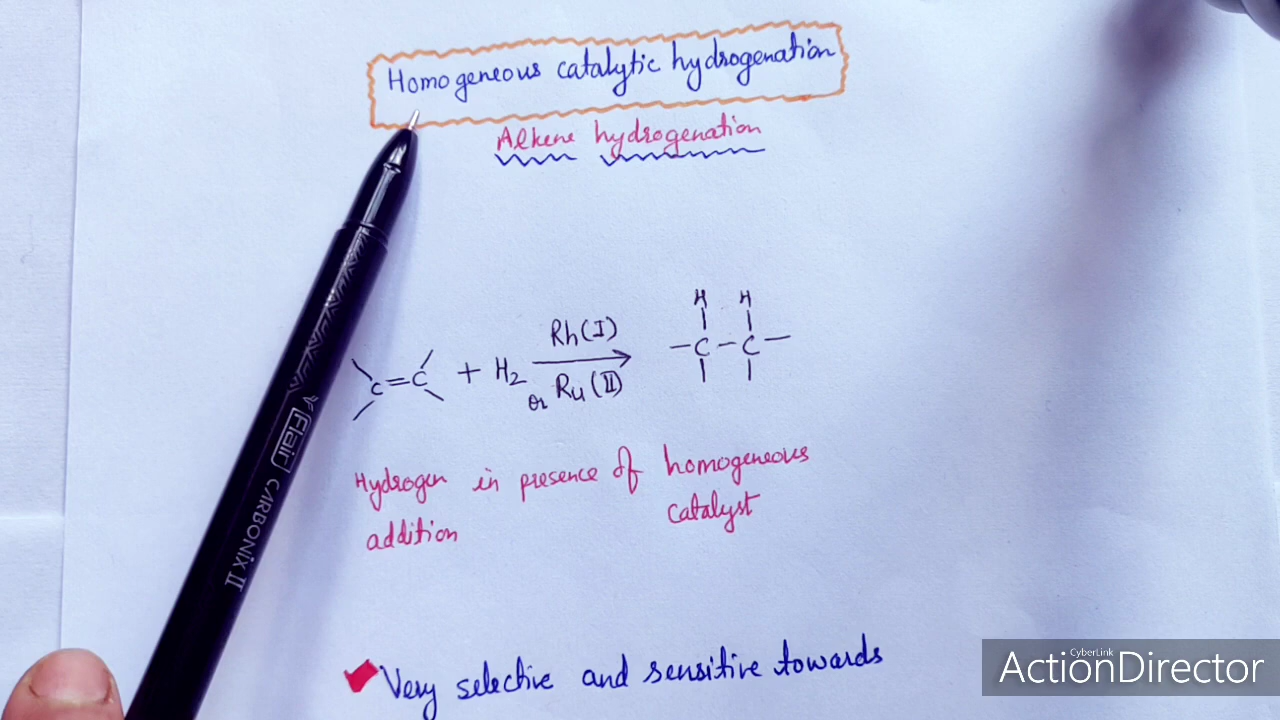 Homogeneous catalytic hydrogenation
Alkene hydrogenation
C=C + H2 Rh(I) or Ru(II) H H -C-C-
Hydrogen in presence of homogeneous
addition catalyst
Very selective and sensitive towards
Flair CARBONIX II
CyberLink
ActionDirector